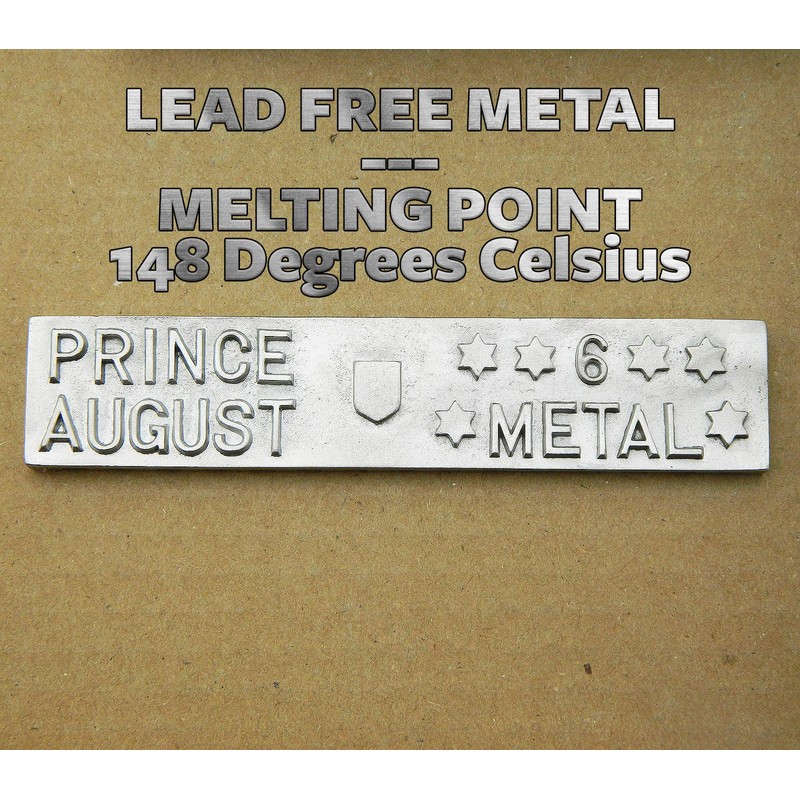 LEAD FREE METAL
---
MELTING POINT
148 Degrees Celsius
PRINCE
AUGUST
6
METAL